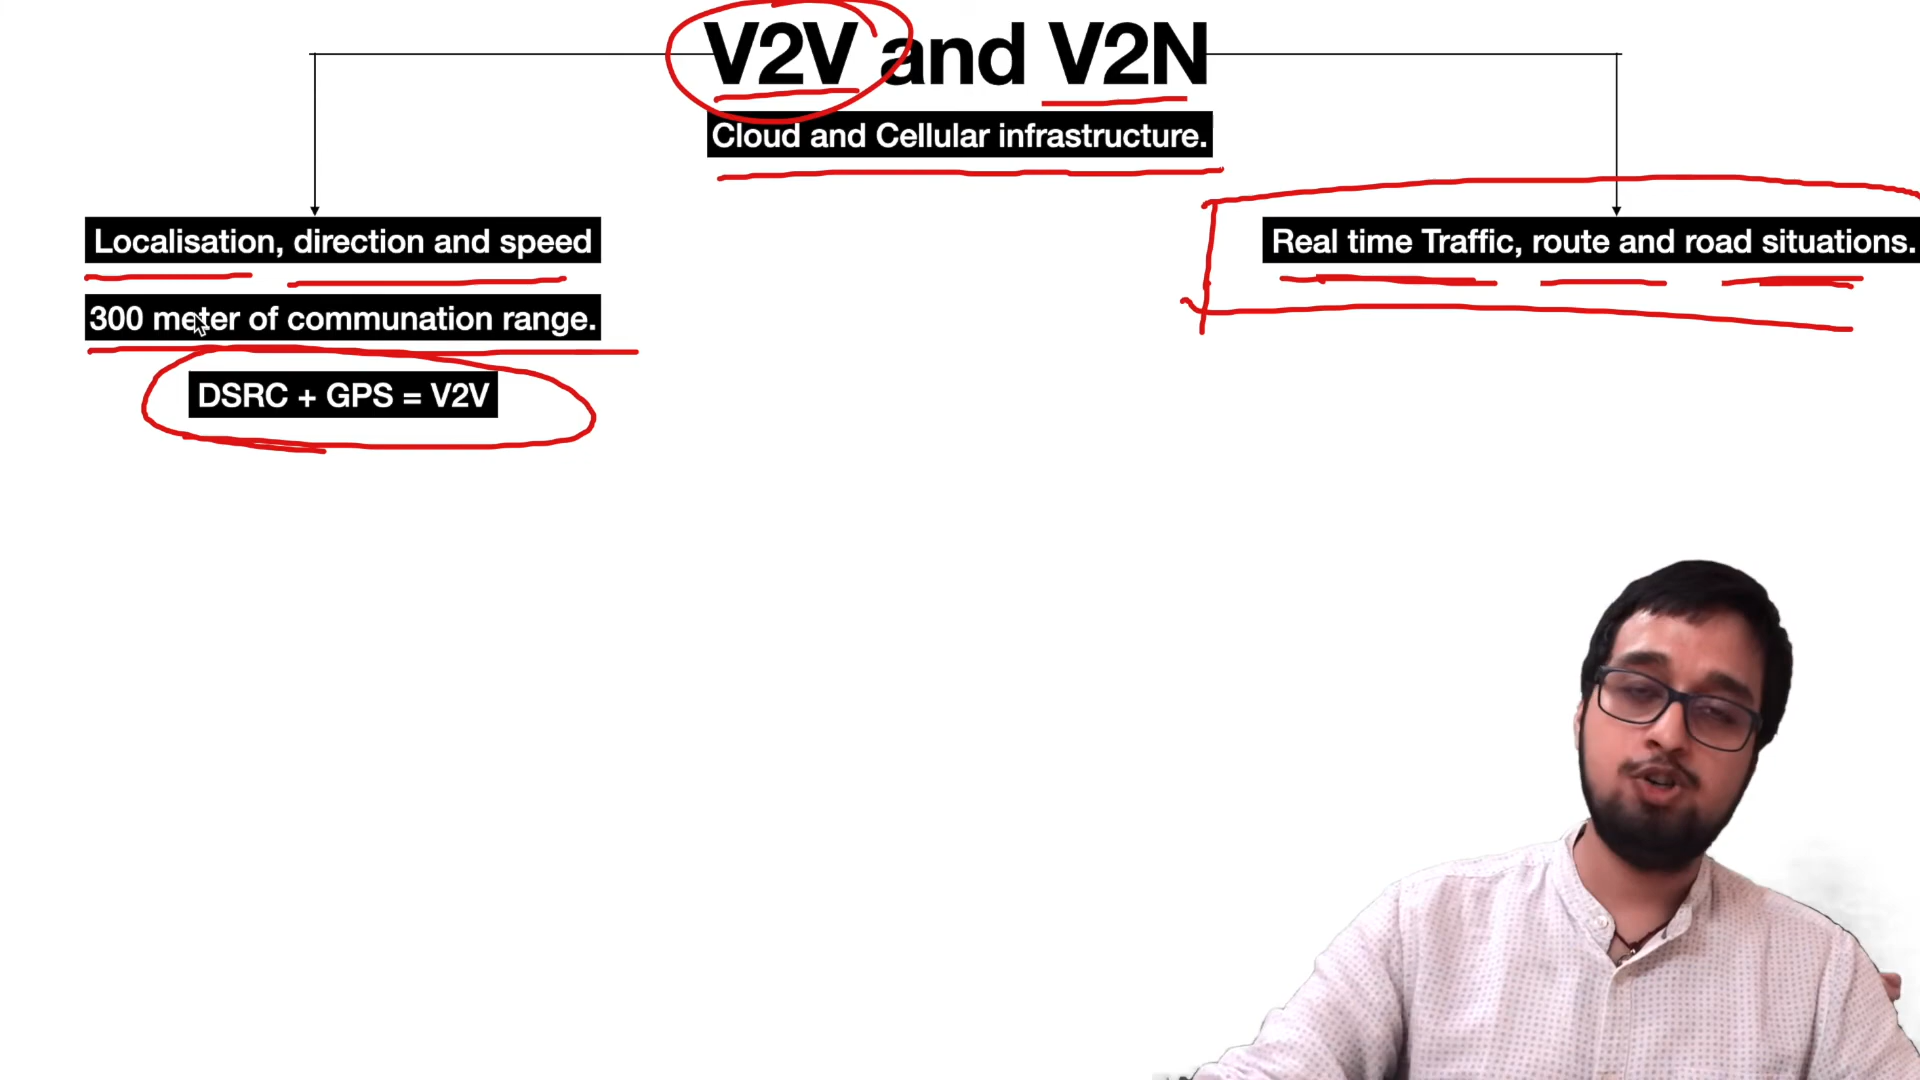 V2V and V2N
Cloud and Cellular infrastructure.
Localisation, direction and speed
300 meter of communation range.
DSRC + GPS = V2V
Real time Traffic, route and road situations.